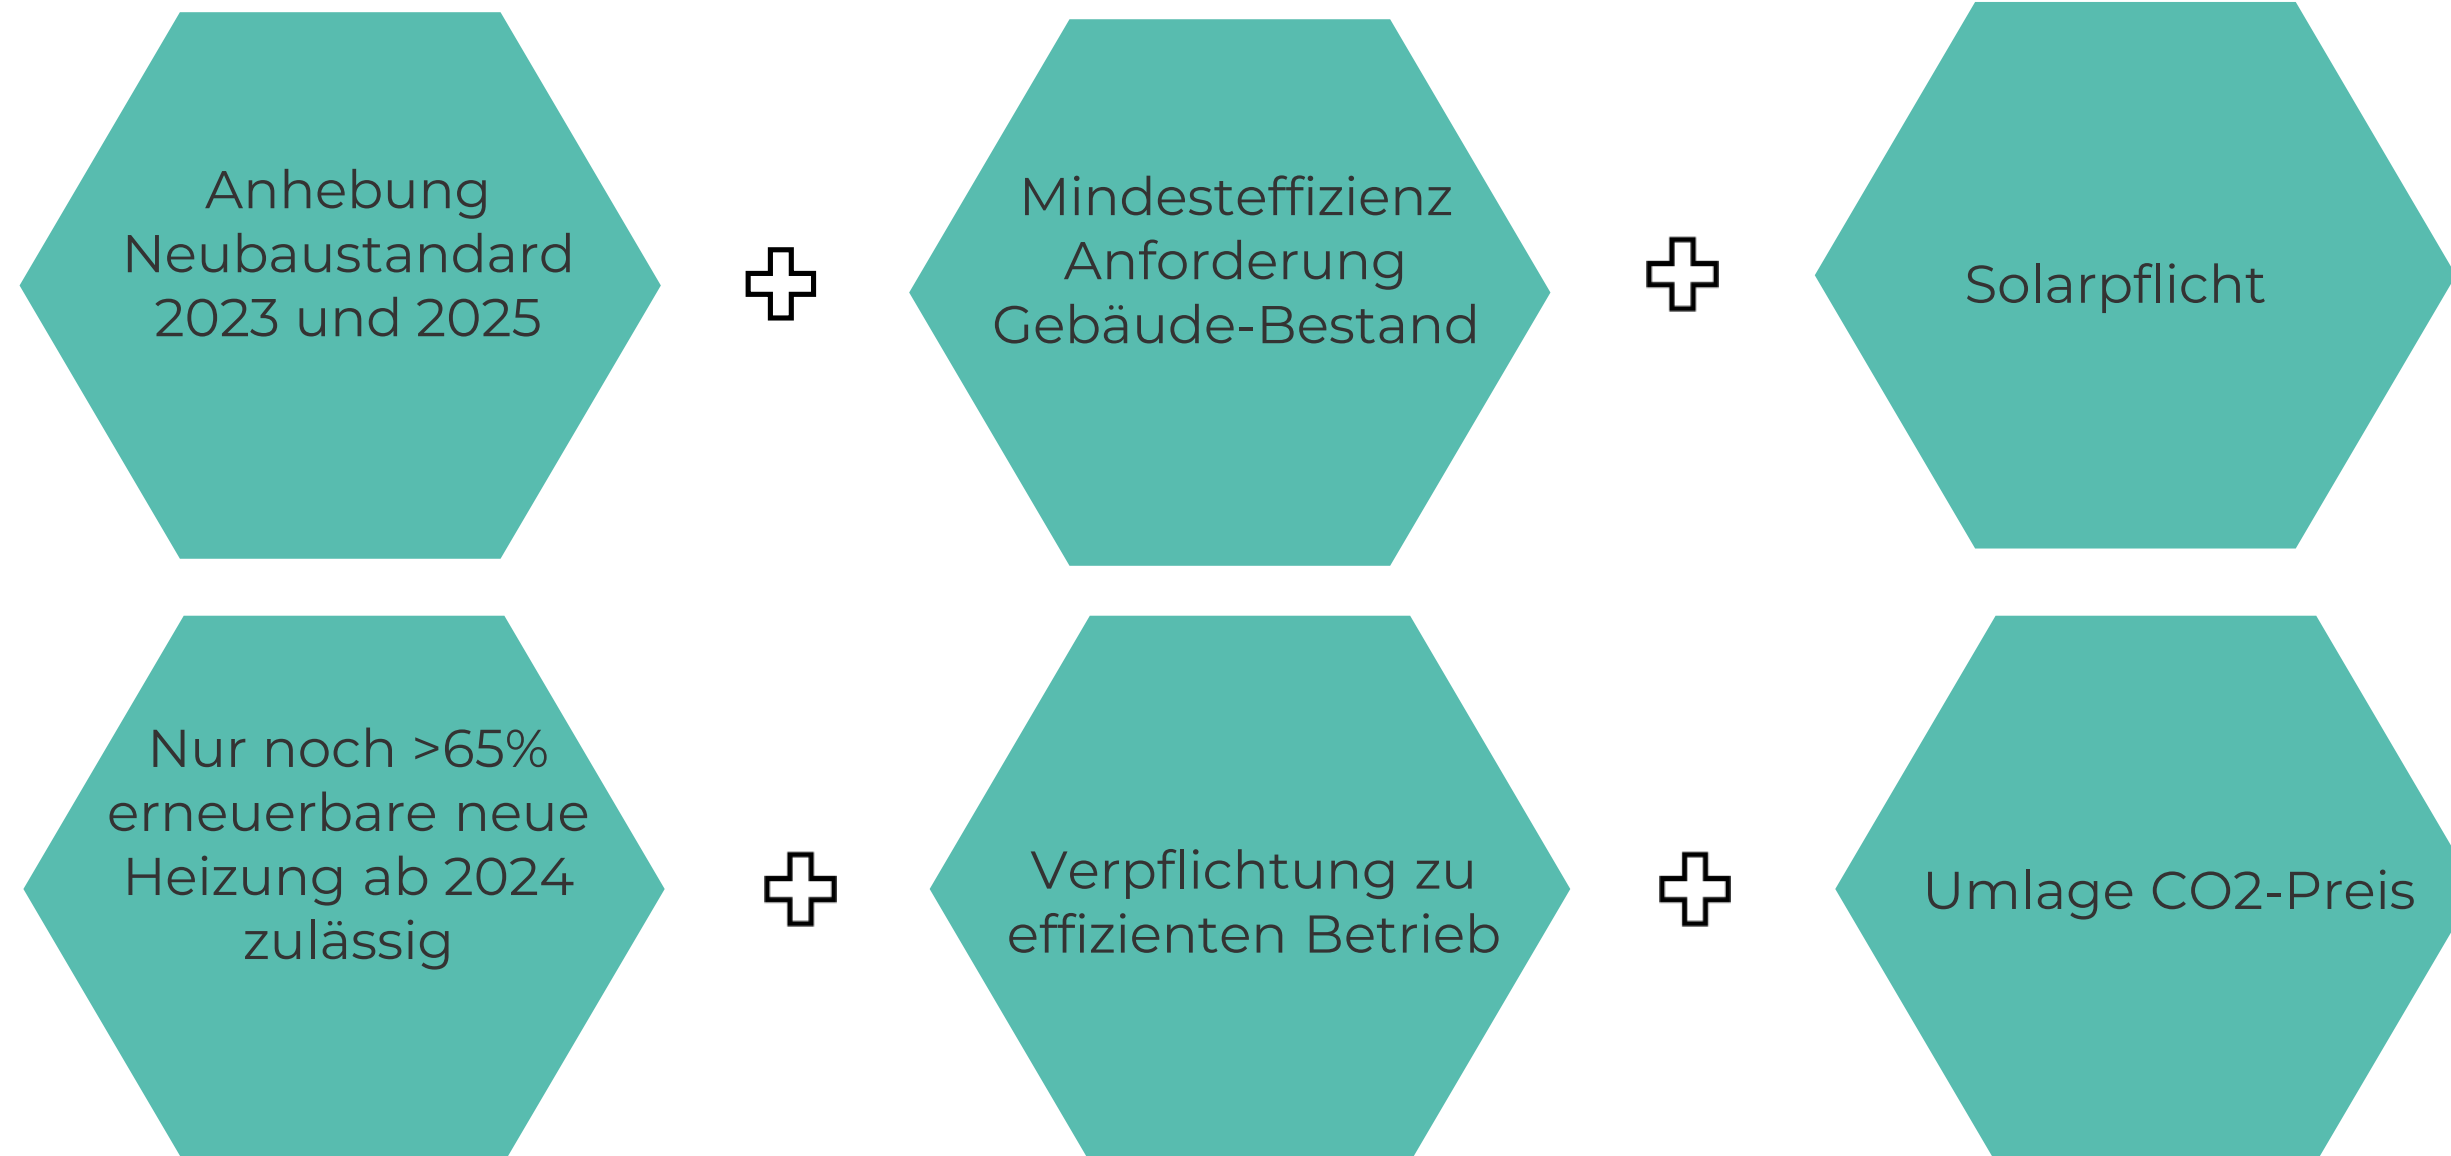 Anhebung
Neubaustandard
2023 und 2025
Mindesteffizienz
Anforderung
Gebäude-Bestand
Solarpflicht
Nur noch >65%
erneuerbare neue
Heizung ab 2024
zulässig
Verpflichtung zu
effizienten Betrieb
Umlage CO2-Preis